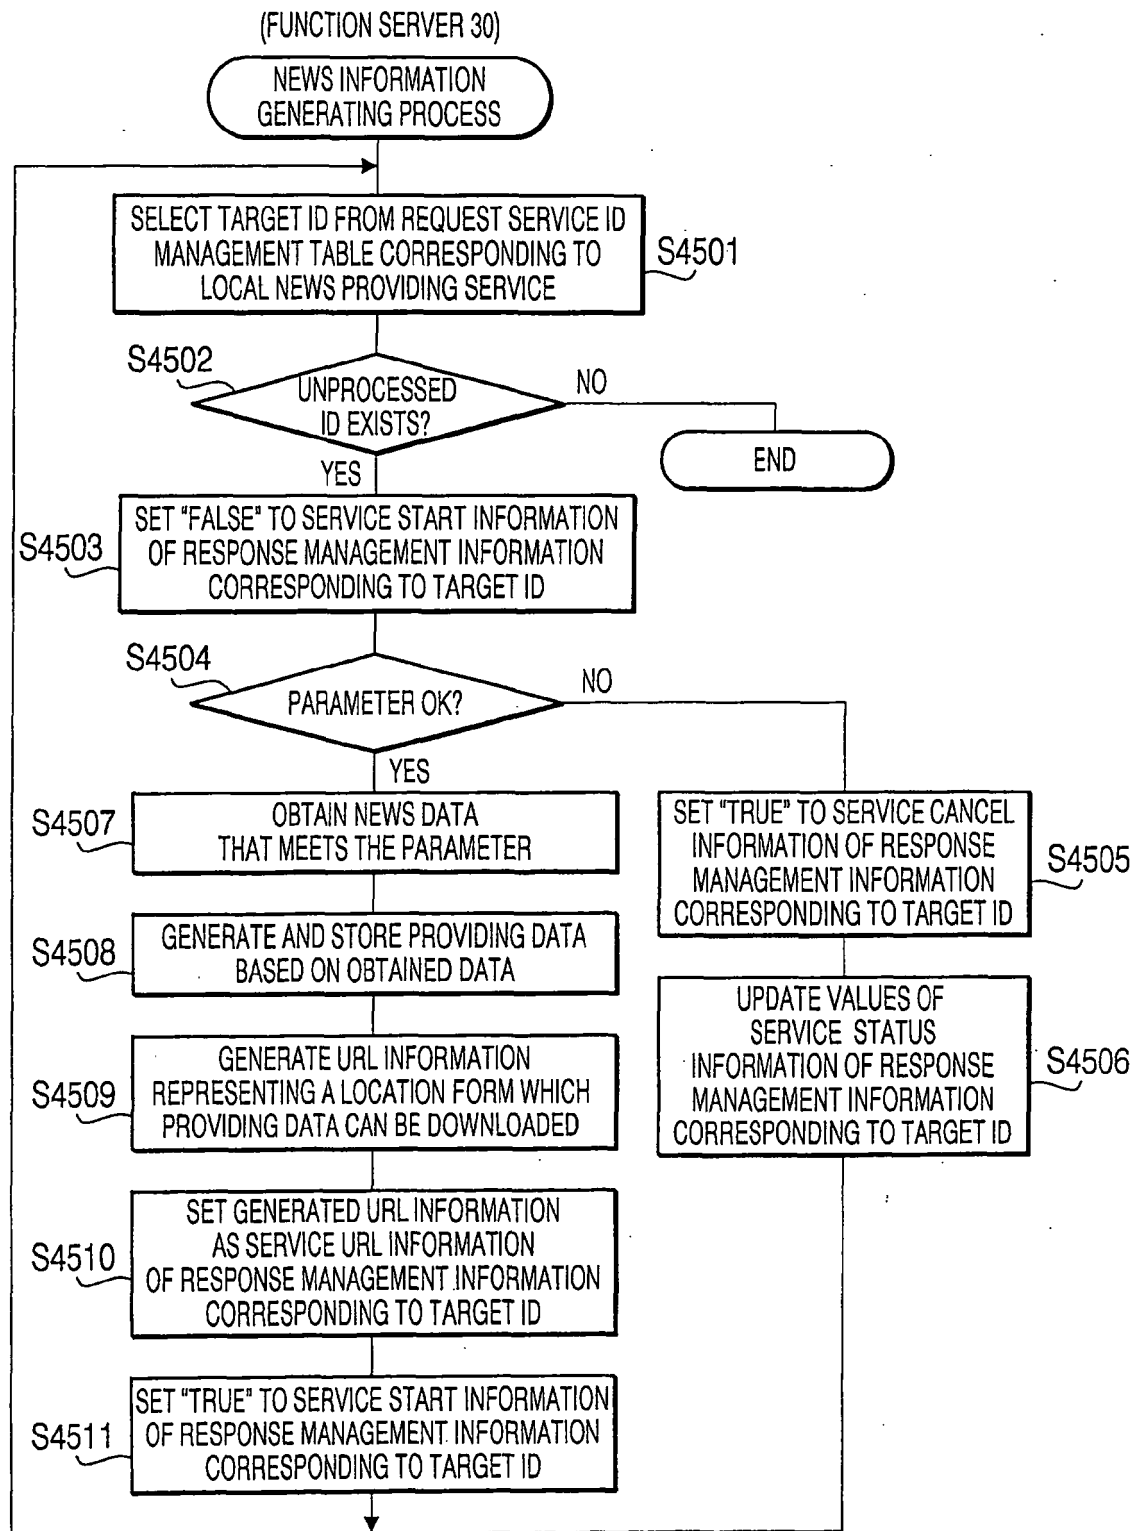 (FUNCTION SERVER 30)
NEWS INFORMATION
GENERATING PROCESS
SELECT TARGET ID FROM REQUEST SERVICE ID
MANAGEMENT TABLE CORRESPONDING TO
LOCAL NEWS PROVIDING SERVICE
S4501
S4502
UNPROCESSED
ID EXISTS?
NO
END
YES
SET "FALSE" TO SERVICE START INFORMATION
OF RESPONSE MANAGEMENT INFORMATION
CORRESPONDING TO TARGET ID
S4503
S4504
PARAMETER OK?
NO
YES
S4507
OBTAIN NEWS DATA
THAT MEETS THE PARAMETER
SET "TRUE" TO SERVICE CANCEL
INFORMATION OF RESPONSE
MANAGEMENT INFORMATION
CORRESPONDING TO TARGET ID
S4505
S4508
GENERATE AND STORE PROVIDING DATA
BASED ON OBTAINED DATA
UPDATE VALUES OF
SERVICE STATUS
INFORMATION OF RESPONSE
MANAGEMENT INFORMATION
CORRESPONDING TO TARGET ID
S4506
S4509
GENERATE URL INFORMATION
REPRESENTING A LOCATION FORM WHICH
PROVIDING DATA CAN BE DOWNLOADED
S4510
SET GENERATED URL INFORMATION
AS SERVICE URL INFORMATION
OF RESPONSE MANAGEMENT INFORMATION
CORRESPONDING TO TARGET ID
S4511
SET "TRUE" TO SERVICE START INFORMATION
OF RESPONSE MANAGEMENT INFORMATION
CORRESPONDING TO TARGET ID